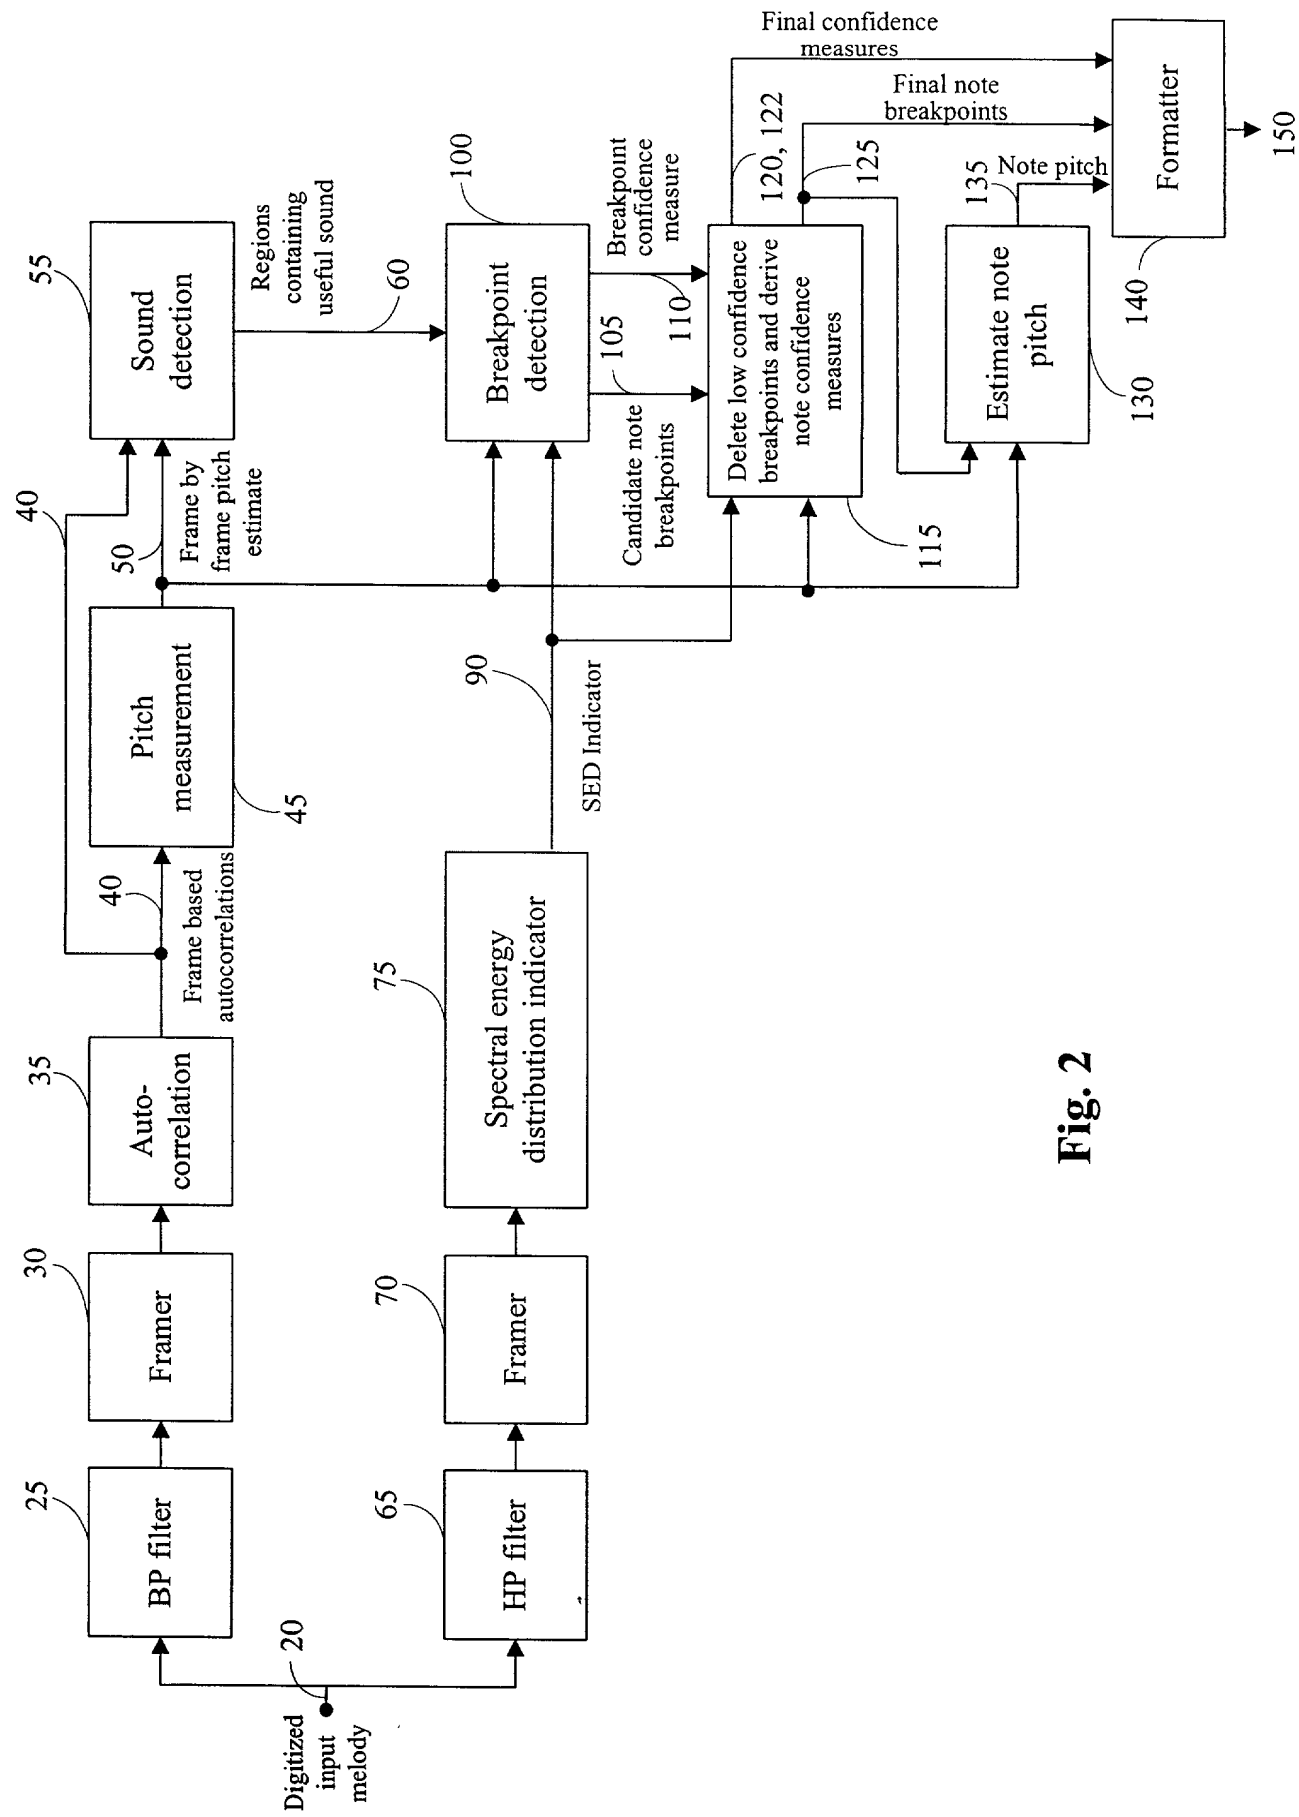 Digitized
input
melody
20
25
BP filter
30
Framer
35
Auto-
correlation
40
Frame based
autocorrelations
40
45
Pitch
measurement
50
Frame by
frame pitch
estimate
55
Sound
detection
Regions
containing
useful sound
60
65
HP filter
70
Framer
75
Spectral energy
distribution indicator
90
SED Indicator
100
Breakpoint
detection
Candidate note
breakpoints
105
Breakpoint
confidence
measure
110
115
Delete low confidence
breakpoints and derive
note confidence
measures
120, 122
Final confidence
measures
125
Final note
breakpoints
130
Estimate note
pitch
135
Note pitch
140
Formatter
150
Fig. 2